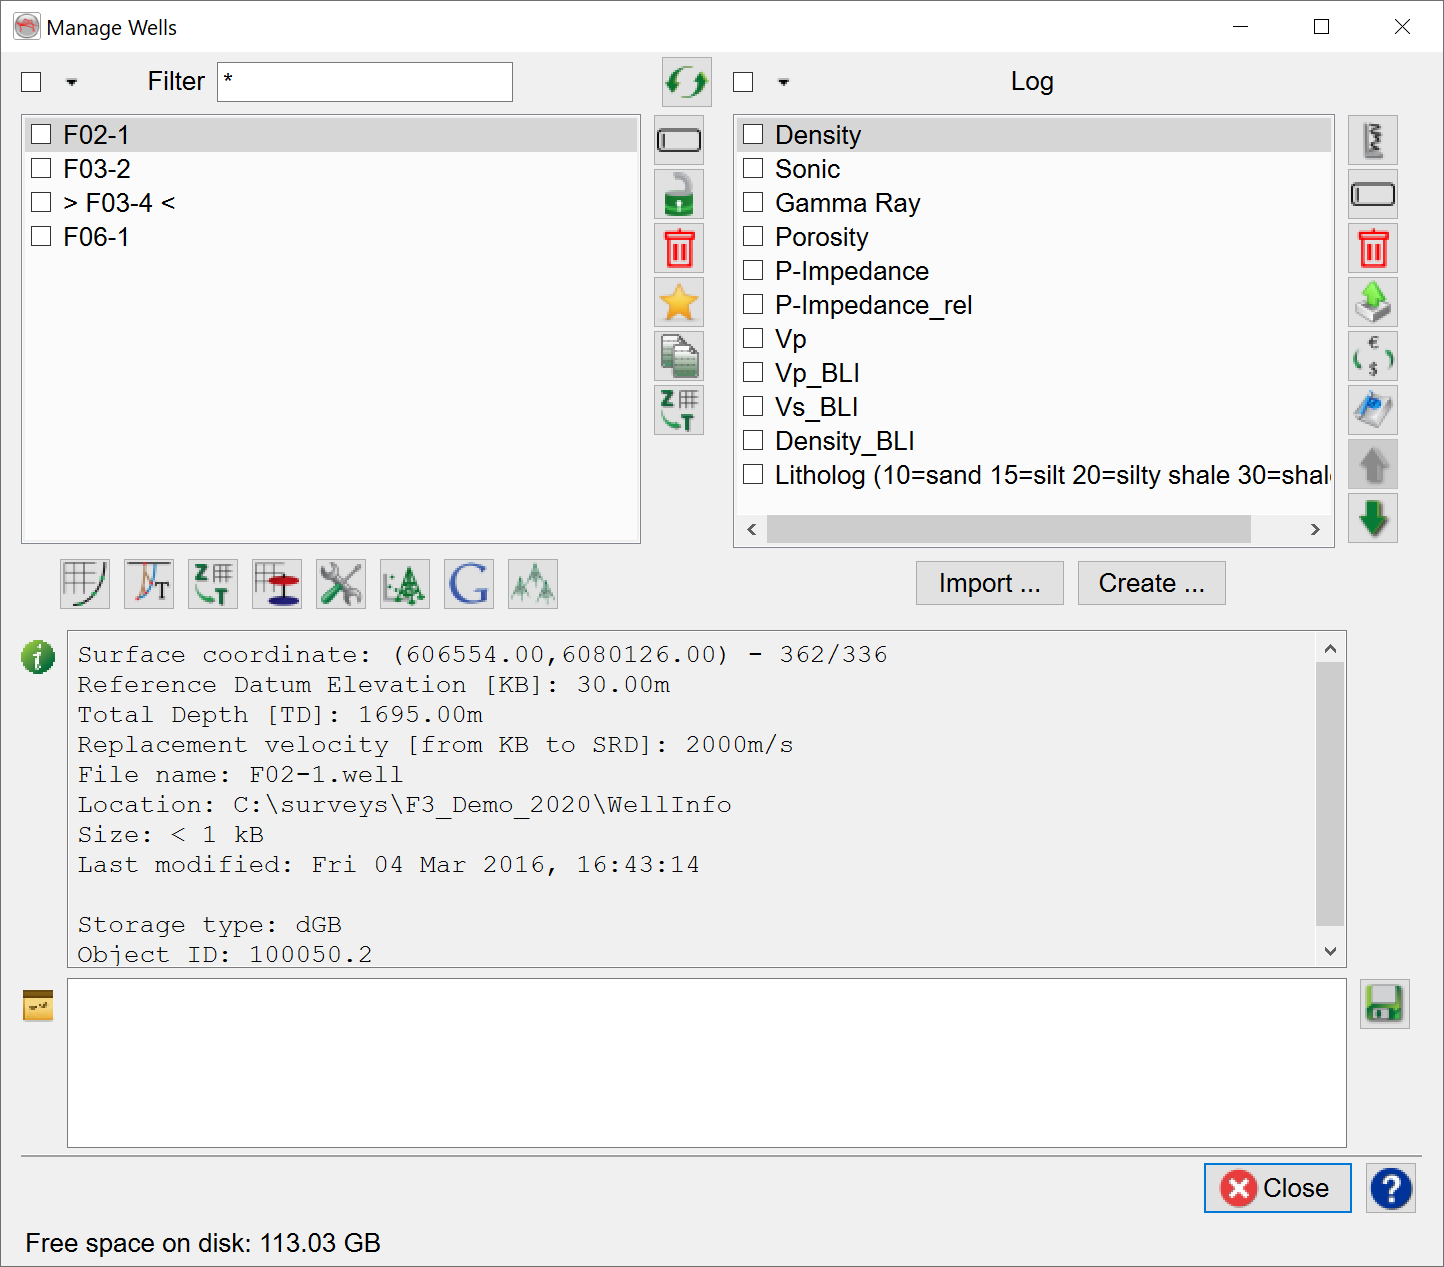 Manage Wells
Filter *
Log
F02-1
F03-2
> F03-4 <
F06-1
Density
Sonic
Gamma Ray
Porosity
P-Impedance
P-Impedance_rel
Vp
Vp_BLI
Vs_BLI
Density_BLI
Litholog (10=sand 15=silt 20=silty shale 30=shal
Import ...
Create ...
Surface coordinate: (606554.00,6080126.00) - 362/336
Reference Datum Elevation [KB]: 30.00m
Total Depth [TD]: 1695.00m
Replacement velocity [from KB to SRD]: 2000m/s
File name: F02-1.well
Location: C:\surveys\F3_Demo_2020\WellInfo
Size: < 1 kB
Last modified: Fri 04 Mar 2016, 16:43:14
Storage type: dGB
Object ID: 100050.2
Close
Free space on disk: 113.03 GB